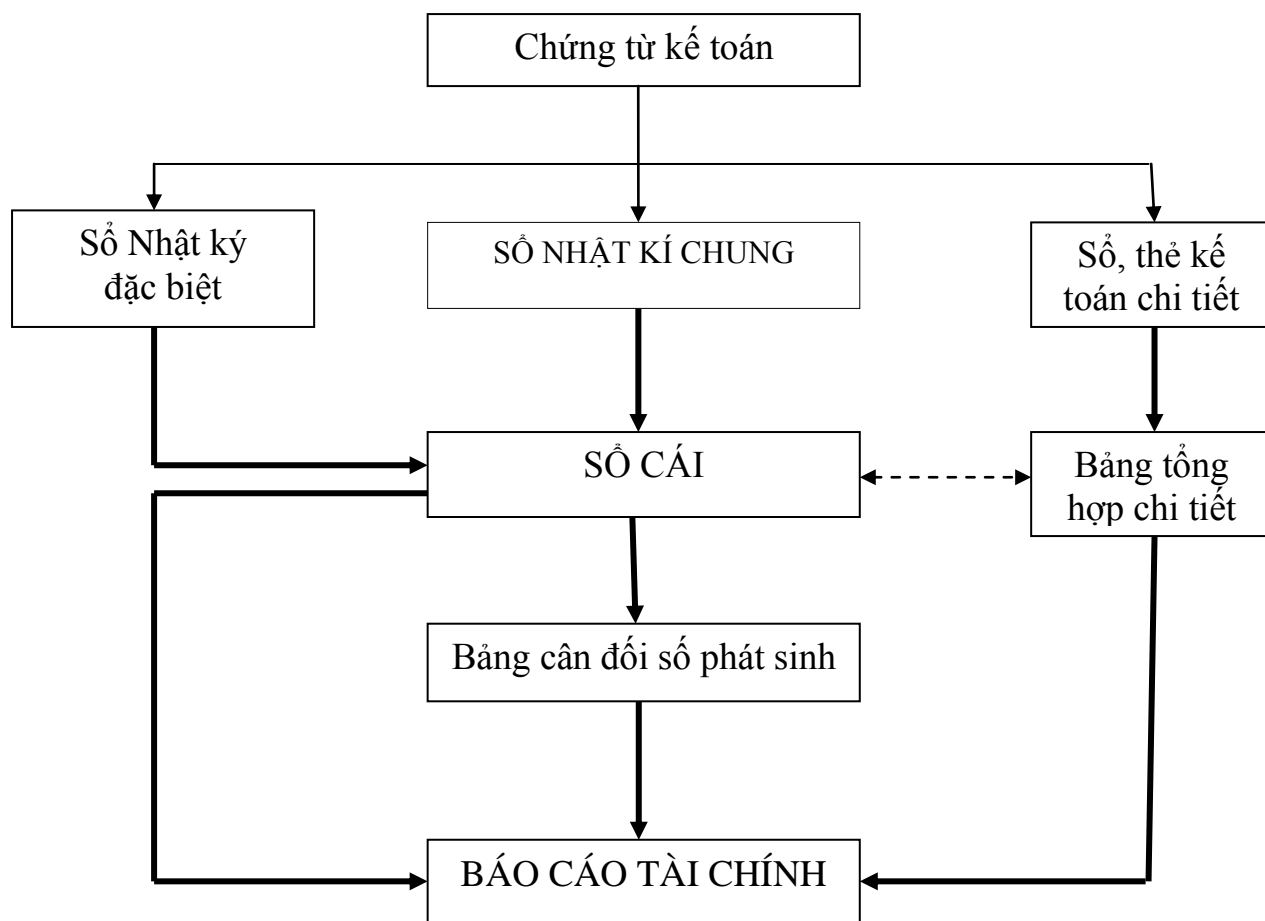 Chứng từ kế toán
Sổ Nhật ký
đặc biệt
SỔ NHẬT KÍ CHUNG
Sổ, thẻ kế
toán chi tiết
SỔ CÁI
Bảng tổng
hợp chi tiết
Bảng cân đối số phát sinh
BÁO CÁO TÀI CHÍNH